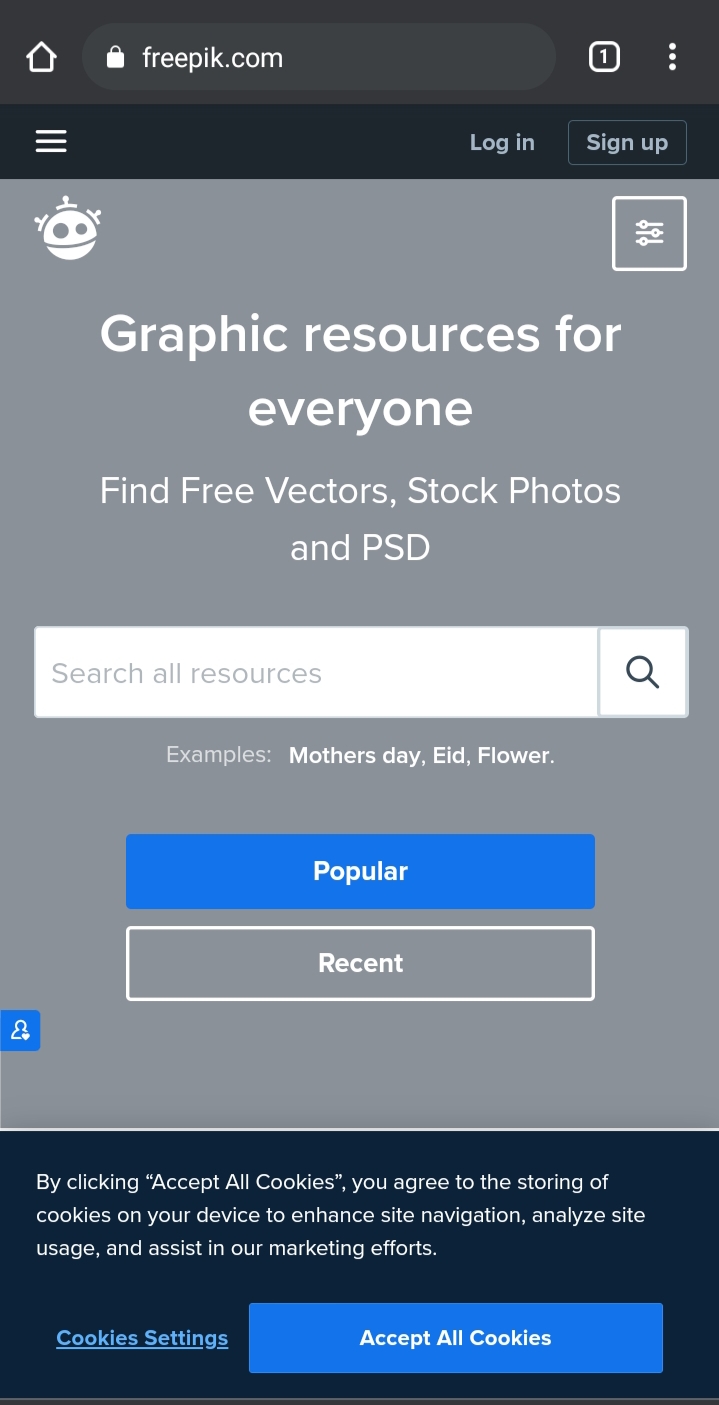 freepik.com
1
Log in
Sign up
Graphic resources for
everyone
Find Free Vectors, Stock Photos
and PSD
Search all resources
Examples: Mothers day, Eid, Flower.
Popular
Recent
By clicking “Accept All Cookies”, you agree to the storing of
cookies on your device to enhance site navigation, analyze site
usage, and assist in our marketing efforts.
Cookies Settings
Accept All Cookies